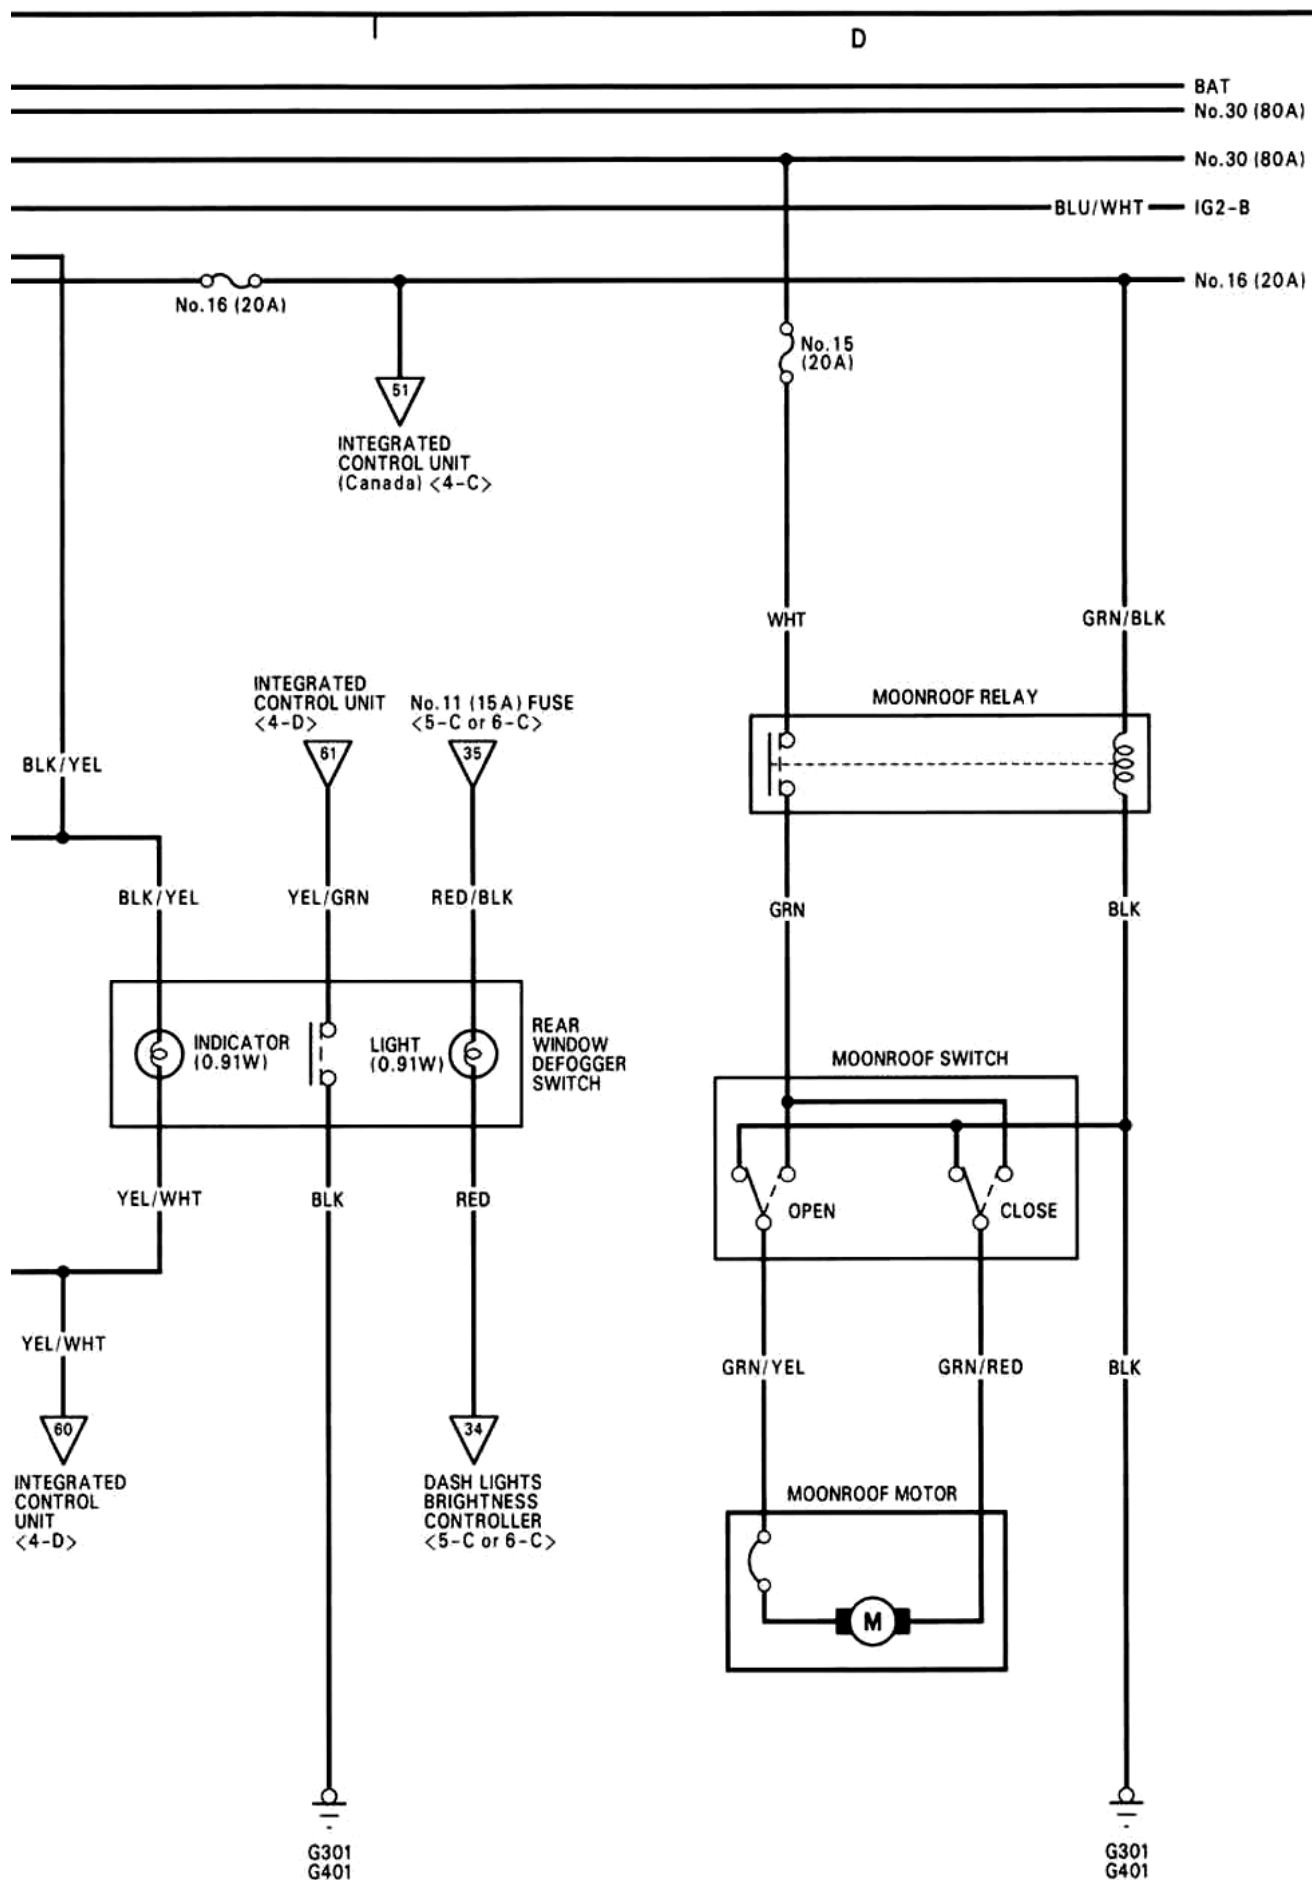 D
BAT
No.30 (80A)
No.30 (80A)
BLU/WHT
IG2-B
No.16 (20A)
No.16 (20A)
No.15
(20A)
51
INTEGRATED
CONTROL UNIT
(Canada) <4-C>
WHT
GRN/BLK
INTEGRATED
CONTROL UNIT
<4-D>
No.11 (15A) FUSE
<5-C or 6-C>
MOONROOF RELAY
61
35
BLK/YEL
BLK/YEL
YEL/GRN
RED/BLK
GRN
BLK
INDICATOR
(0.91W)
LIGHT
(0.91W)
REAR
WINDOW
DEFOGGER
SWITCH
MOONROOF SWITCH
YEL/WHT
BLK
RED
OPEN
CLOSE
YEL/WHT
GRN/YEL
GRN/RED
BLK
60
34
INTEGRATED
CONTROL
UNIT
<4-D>
DASH LIGHTS
BRIGHTNESS
CONTROLLER
<5-C or 6-C>
MOONROOF MOTOR
M
G301
G401
G301
G401